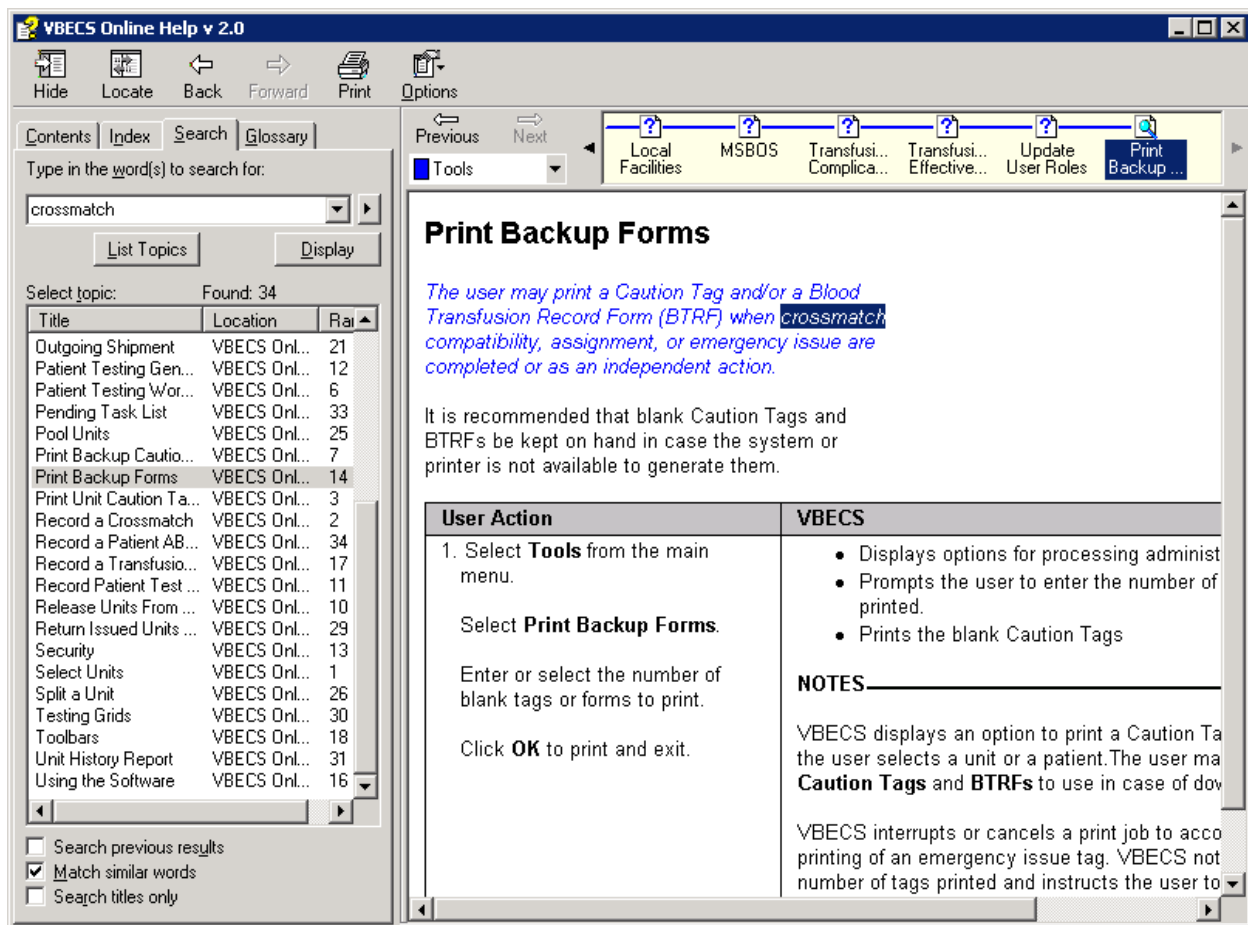 VBECS Online Help v 2.0
Hide Locate Back Forward Print Options
Contents Index Search Glossary
Type in the word(s) to search for:
crossmatch
List Topics Display
Select topic: Found: 34
Title Location Rar
Outgoing Shipment VBECS Onl... 21
Patient Testing Gen... VBECS Onl... 12
Patient Testing Wor... VBECS Onl... 6
Pending Task List VBECS Onl... 33
Pool Units VBECS Onl... 25
Print Backup Cautio... VBECS Onl... 7
Print Backup Forms VBECS Onl... 14
Print Unit Caution Ta... VBECS Onl... 3
Record a Crossmatch VBECS Onl... 2
Record a Patient AB... VBECS Onl... 34
Record a Transfusio... VBECS Onl... 17
Record Patient Test ... VBECS Onl... 11
Release Units From ... VBECS Onl... 10
Return Issued Units ... VBECS Onl... 29
Security VBECS Onl... 13
Select Units VBECS Onl... 1
Split a Unit VBECS Onl... 26
Testing Grids VBECS Onl... 30
Toolbars VBECS Onl... 18
Unit History Report VBECS Onl... 31
Using the Software VBECS Onl... 16
Search previous results
Match similar words
Search titles only
Previous Next
Tools
Local Facilities
MSBOS
Transfusi... Complica...
Transfusi... Effective...
Update User Roles
Print Backup ...
Print Backup Forms
The user may print a Caution Tag and/or a Blood
Transfusion Record Form (BTRF) when crossmatch
compatibility, assignment, or emergency issue are
completed or as an independent action.
It is recommended that blank Caution Tags and
BTRFs be kept on hand in case the system or
printer is not available to generate them.
User Action
1. Select Tools from the main
menu.
Select Print Backup Forms.
Enter or select the number of
blank tags or forms to print.
Click OK to print and exit.
VBECS
• Displays options for processing administ
• Prompts the user to enter the number of
printed.
• Prints the blank Caution Tags
NOTES
VBECS displays an option to print a Caution Ta
the user selects a unit or a patient.The user ma
Caution Tags and BTRFs to use in case of dow
VBECS interrupts or cancels a print job to acco
printing of an emergency issue tag. VBECS not
number of tags printed and instructs the user to